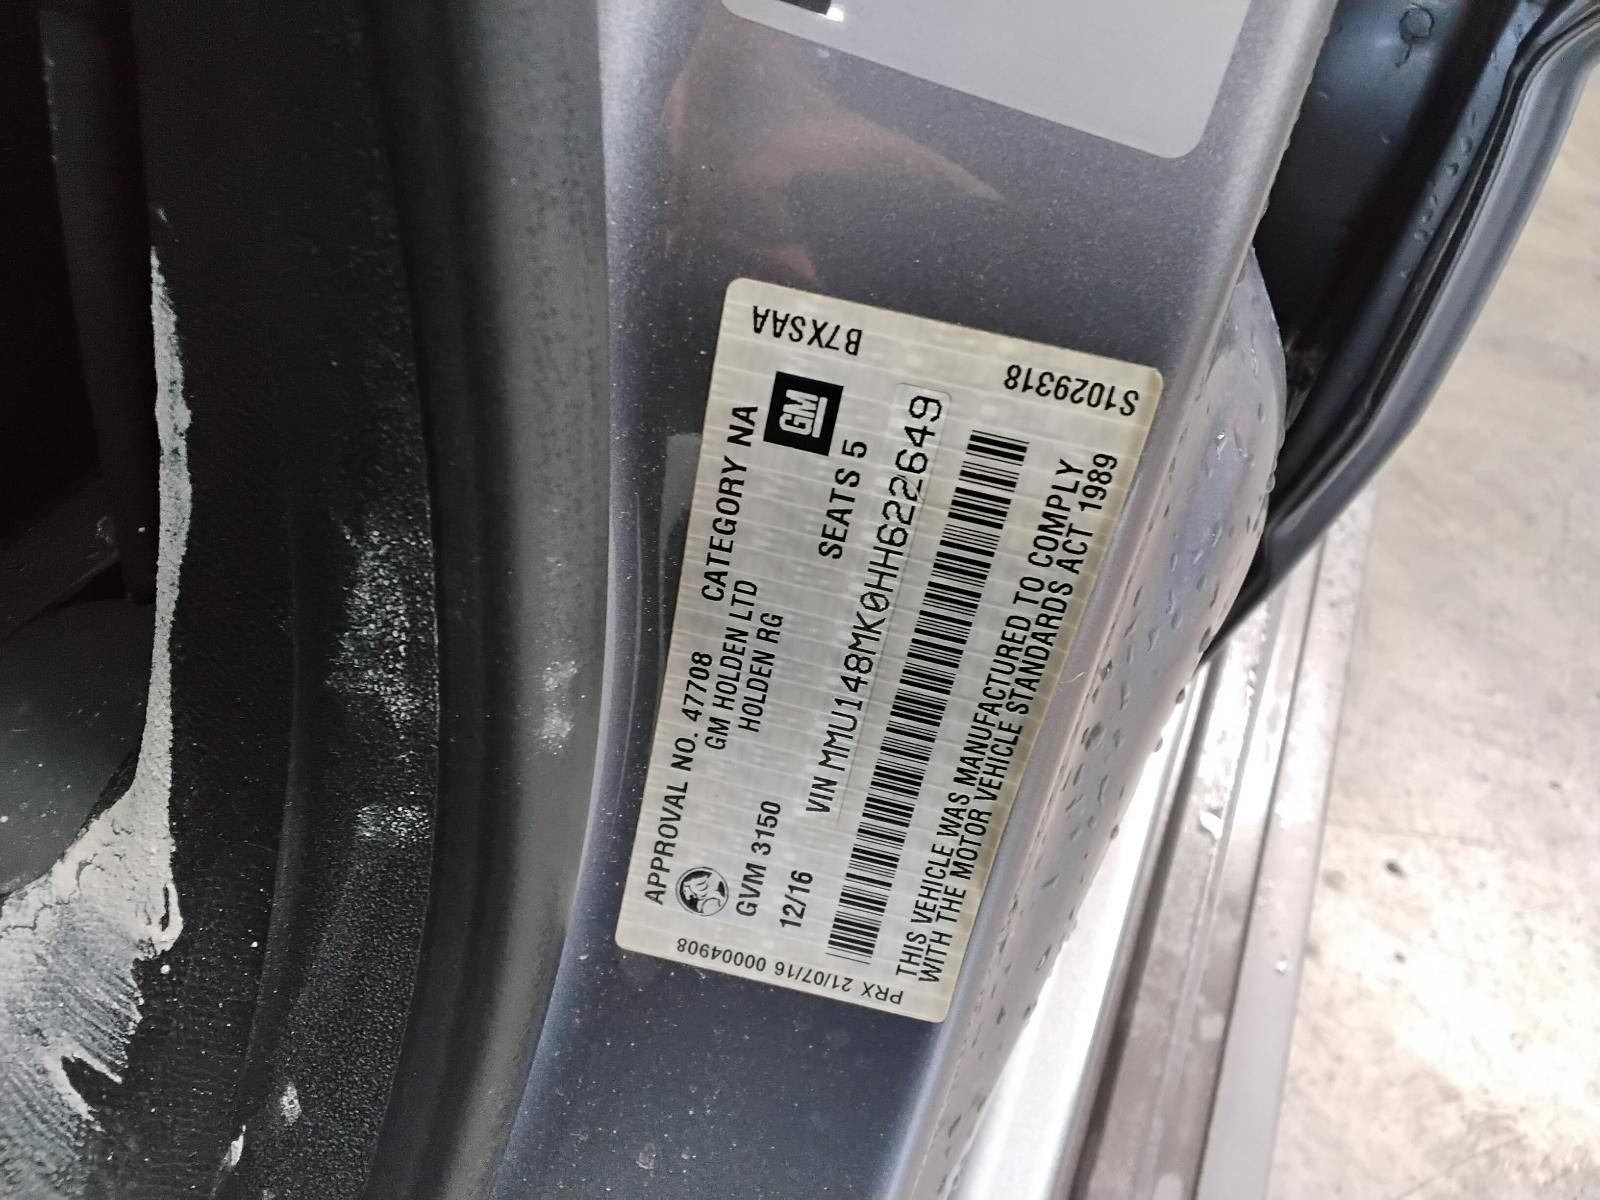 APPROVAL NO. 47708 CATEGORY NA
GM HOLDEN LTD
HOLDEN RG
GM
GVM 3150
SEATS 5
12/16
VIN MMU148MK0HH622649
THIS VEHICLE WAS MANUFACTURED TO COMPLY
WITH THE MOTOR VEHICLE STANDARDS ACT 1989
B7XSAA
S1029318
PRX 21/07/16 00004908